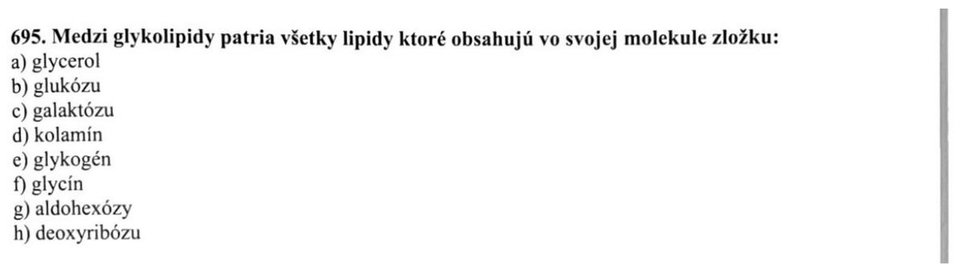 695. Medzi glykolipidy patria všetky lipidy ktoré obsahujú vo svojej molekule zložku:
a) glycerol
b) glukózu
c) galaktózu
d) kolamín
e) glykogén
f) glycín
g) aldohexózy
h) deoxyribózu